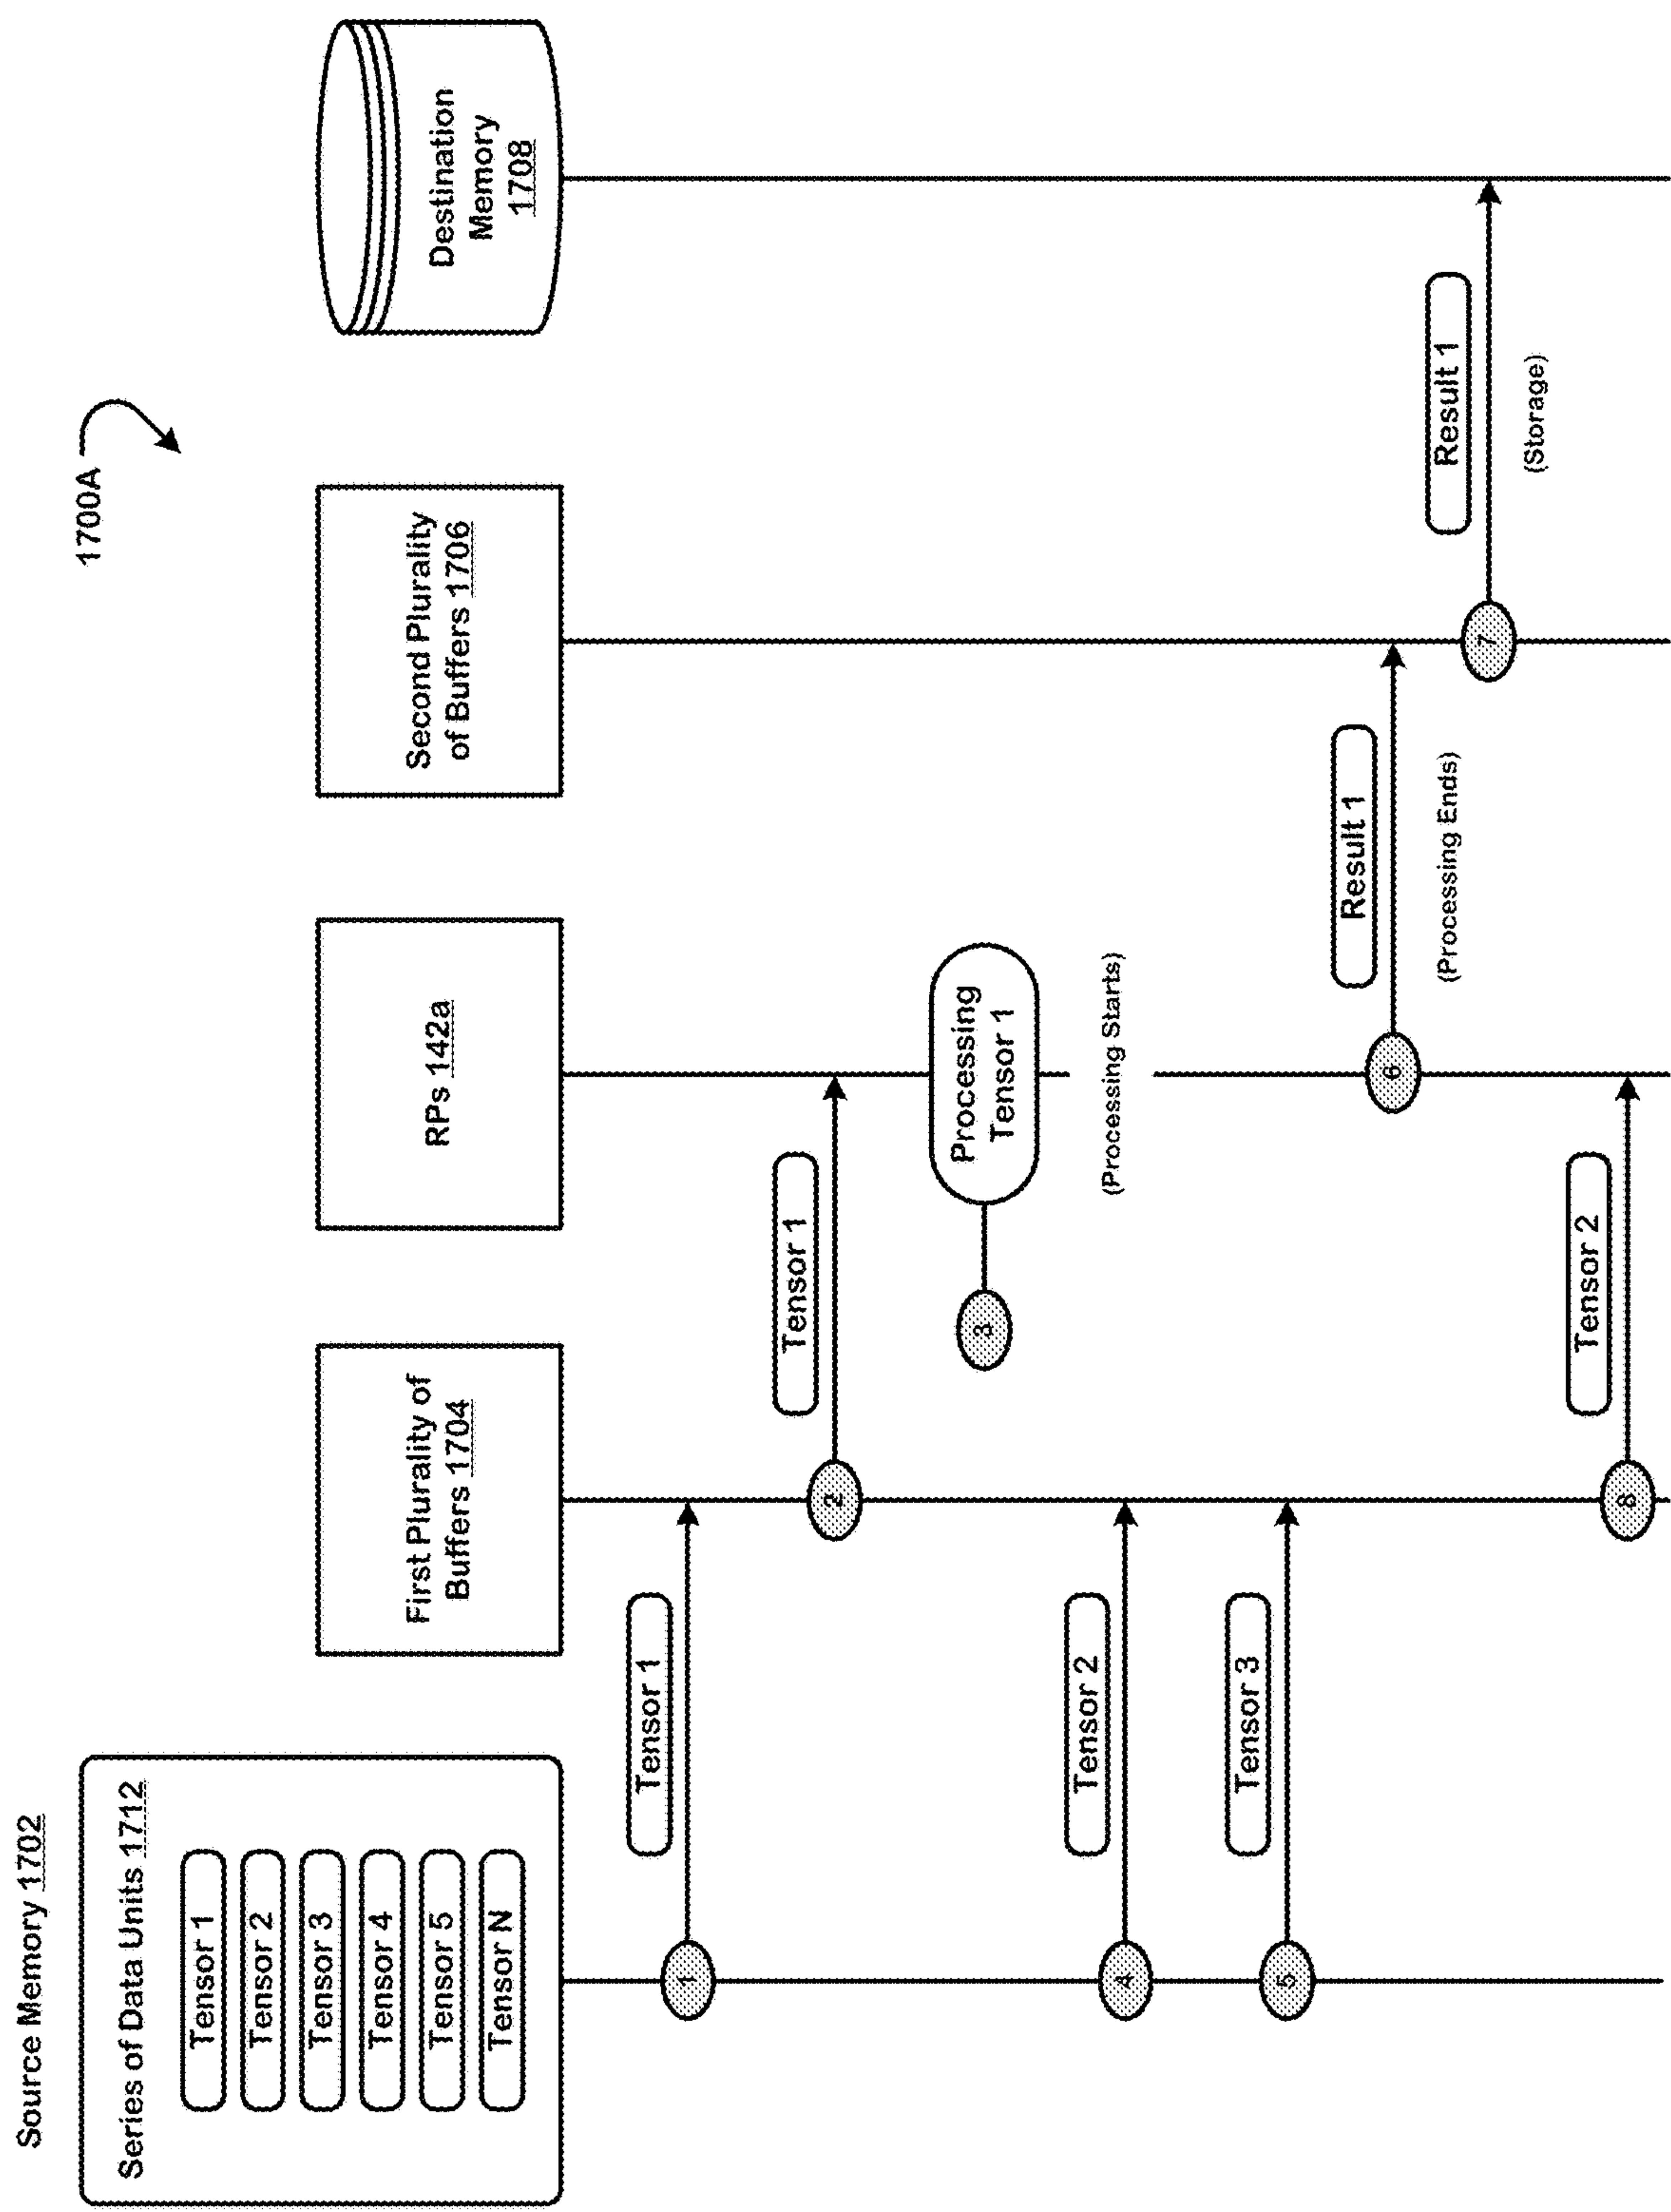 1700A
Source Memory 1702
Series of Data Units 1712
Tensor 1
Tensor 2
Tensor 3
Tensor 4
Tensor 5
Tensor N
First Plurality of
Buffers 1704
RPs 142a
Second Plurality
of Buffers 1706
Destination
Memory
1708
1
Tensor 1
2
Tensor 1
3
Processing
Tensor 1
(Processing Starts)
4
Tensor 2
5
Tensor 3
6
Result 1
(Processing Ends)
7
Result 1
(Storage)
8
Tensor 2